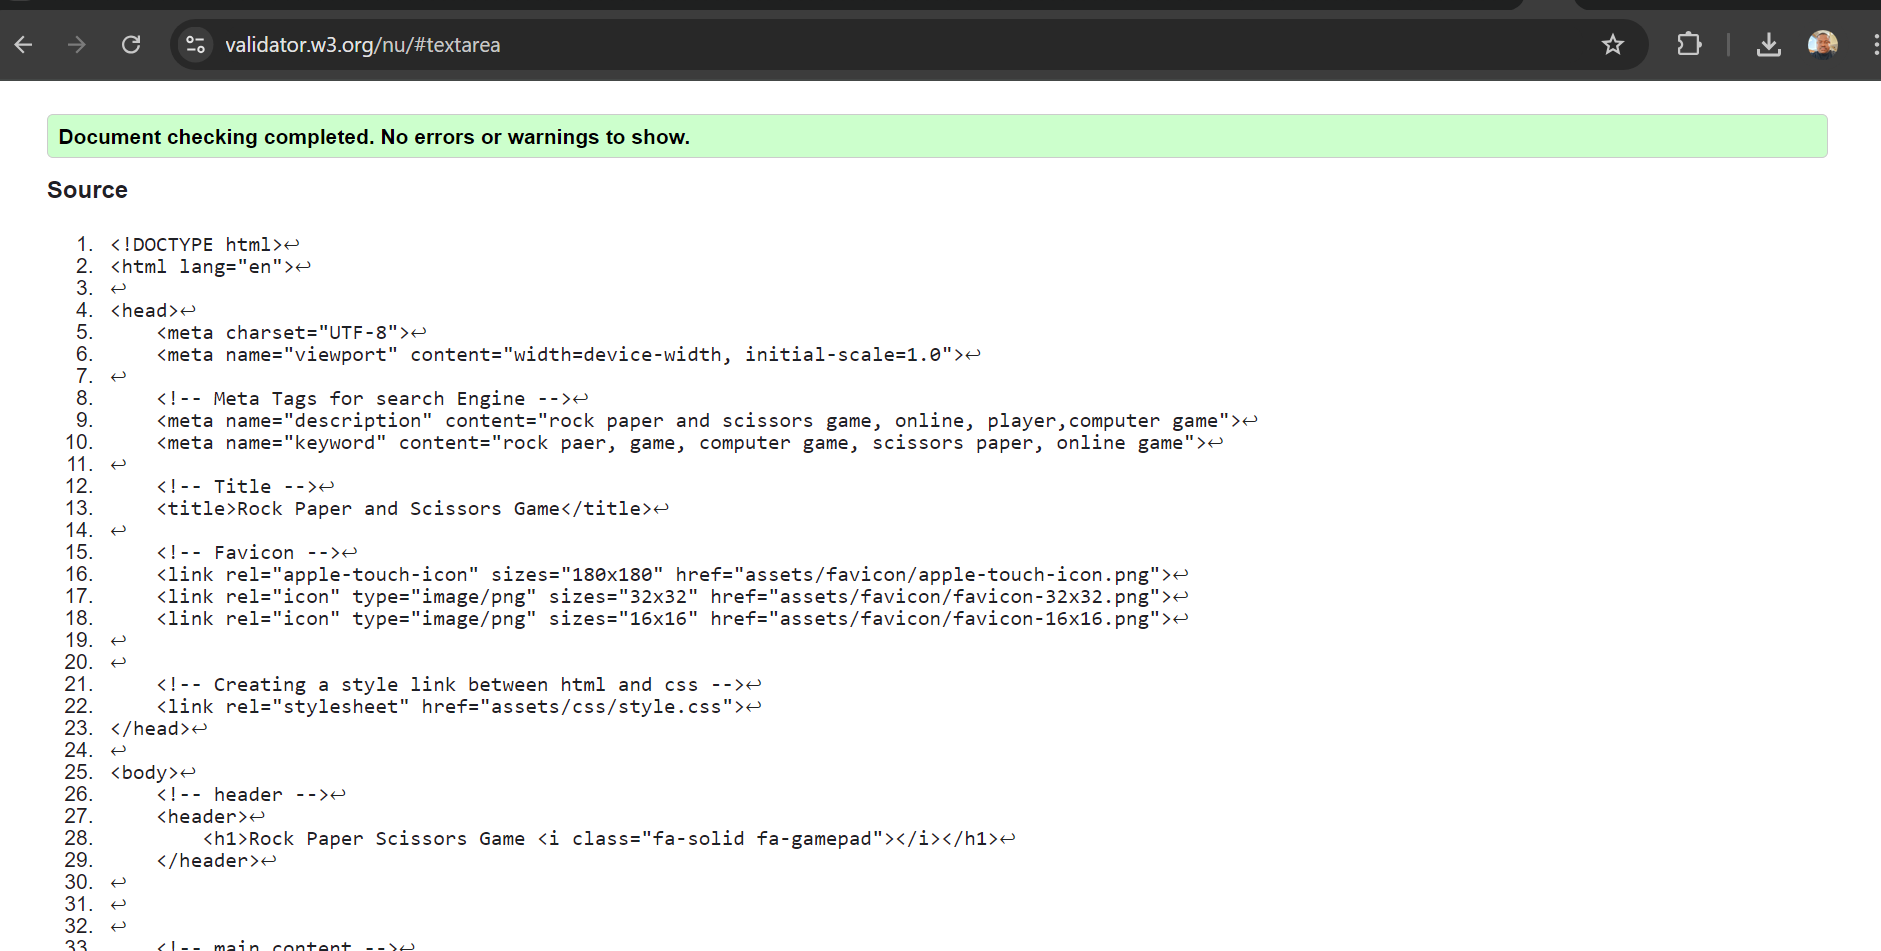 validator.w3.org/nu/#textarea
Document checking completed. No errors or warnings to show.
Source
1. <!DOCTYPE html>↩
2. <html lang="en">↩
3. ↩
4. <head>↩
5.     <meta charset="UTF-8">↩
6.     <meta name="viewport" content="width=device-width, initial-scale=1.0">↩
7. ↩
8.     <!-- Meta Tags for search Engine -->↩
9.     <meta name="description" content="rock paper and scissors game, online, player,computer game">↩
10.     <meta name="keyword" content="rock paer, game, computer game, scissors paper, online game">↩
11. ↩
12.     <!-- Title -->↩
13.     <title>Rock Paper and Scissors Game</title>↩
14. ↩
15.     <!-- Favicon -->↩
16.     <link rel="apple-touch-icon" sizes="180x180" href="assets/favicon/apple-touch-icon.png">↩
17.     <link rel="icon" type="image/png" sizes="32x32" href="assets/favicon/favicon-32x32.png">↩
18.     <link rel="icon" type="image/png" sizes="16x16" href="assets/favicon/favicon-16x16.png">↩
19. ↩
20. ↩
21.     <!-- Creating a style link between html and css -->↩
22.     <link rel="stylesheet" href="assets/css/style.css">↩
23. </head>↩
24. ↩
25. <body>↩
26.     <!-- header -->↩
27.     <header>↩
28.         <h1>Rock Paper Scissors Game <i class="fa-solid fa-gamepad"></i></h1>↩
29.     </header>↩
30. ↩
31. ↩
32. ↩
33.     <!-- main content -->↩